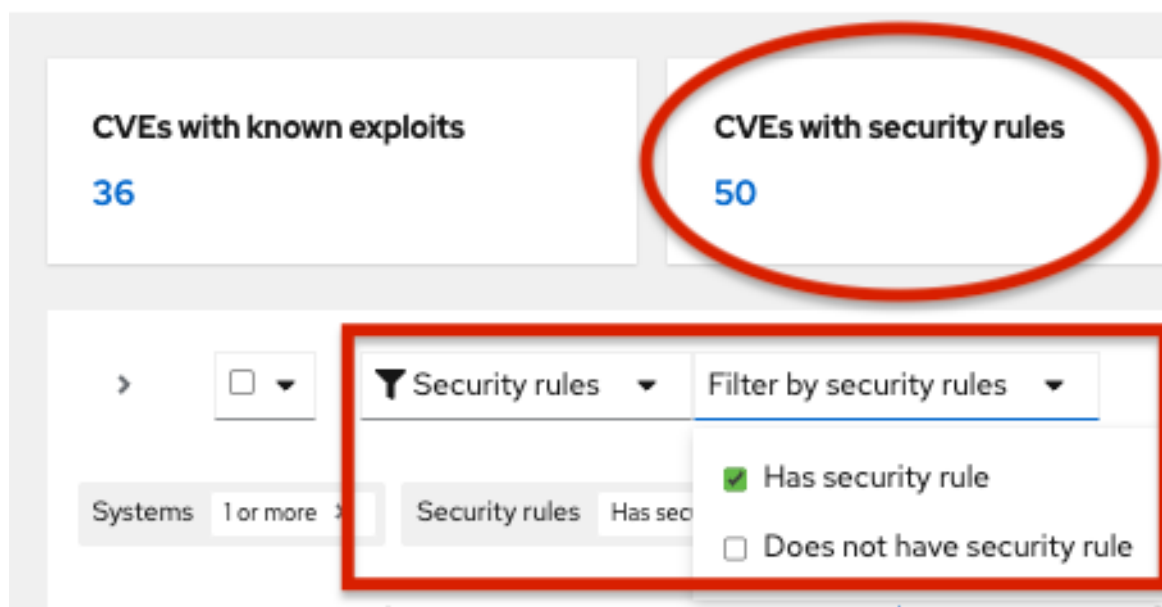 CVEs with known exploits
36
CVEs with security rules
50
Security rules
Filter by security rules
Has security rule
Does not have security rule
Systems 1 or more
Security rules Has